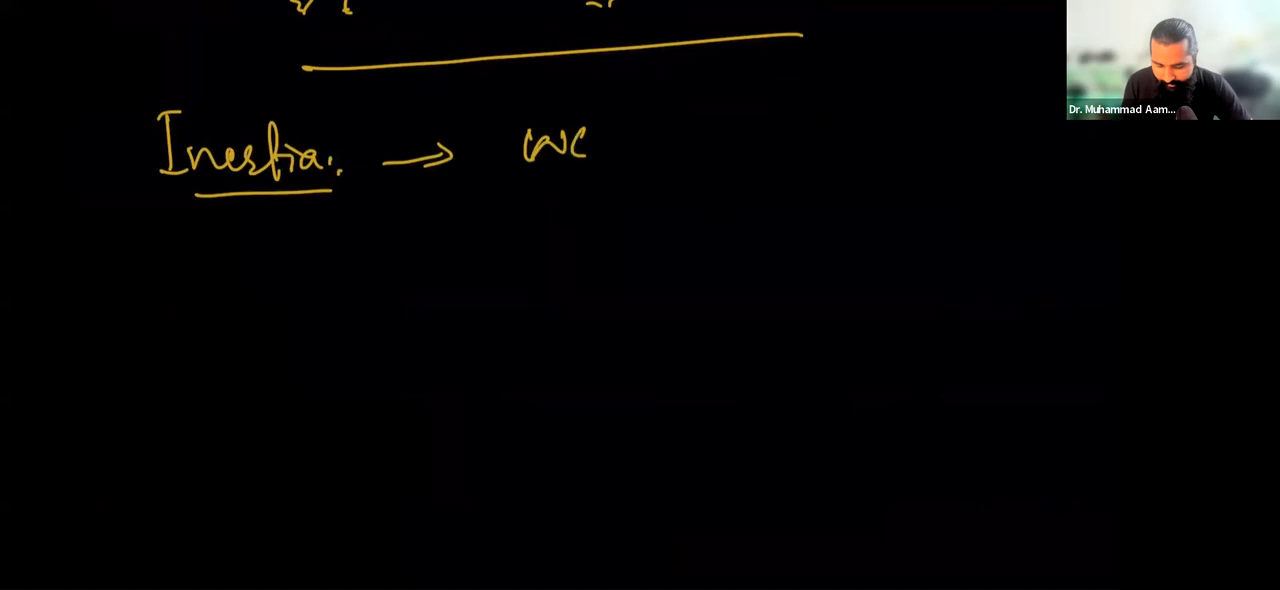 Dr. Muhammad Aam...
Inertia :. → we